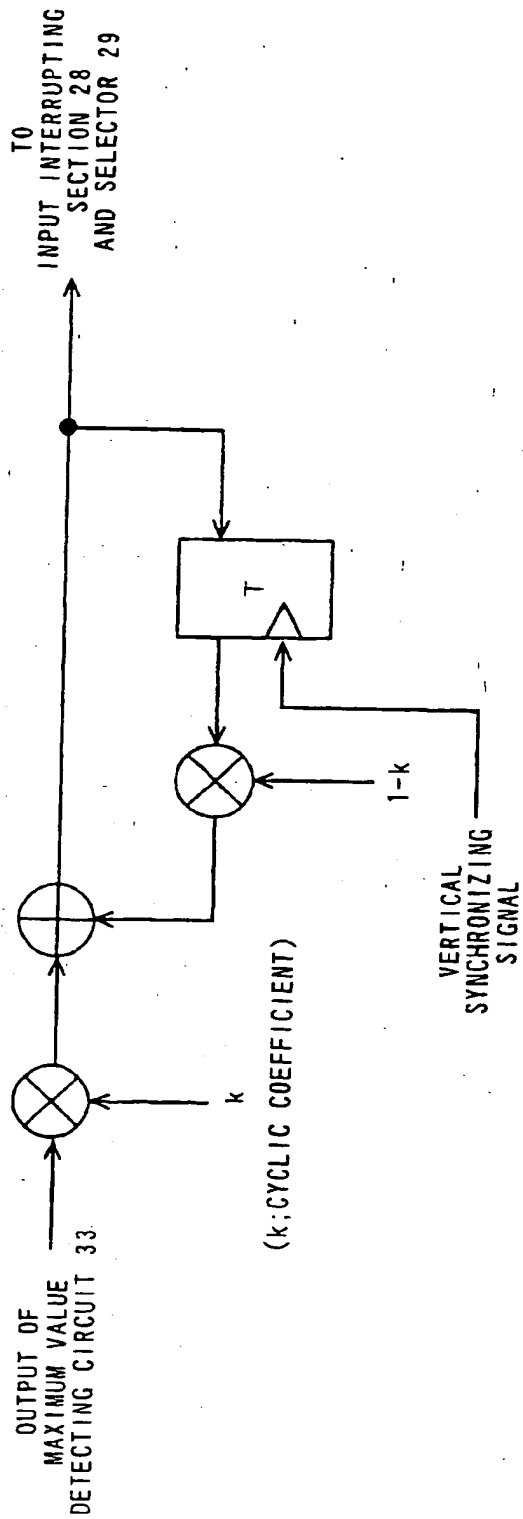 OUTPUT OF
MAXIMUM VALUE
DETECTING CIRCUIT 33
k
(k;CYCLIC COEFFICIENT)
T
1-k
VERTICAL
SYNCHRONIZING
SIGNAL
TO
INPUT INTERRUPTING
SECTION 28
AND SELECTOR 29